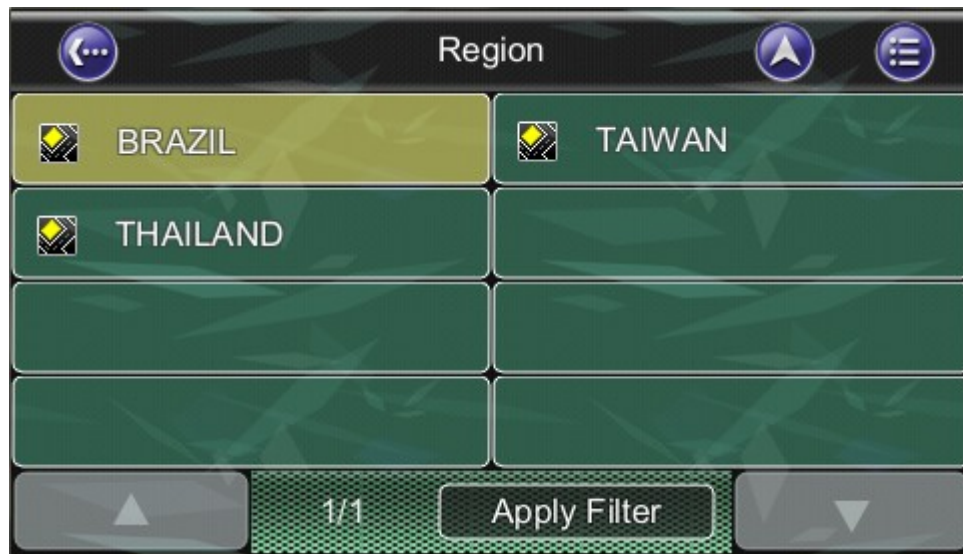 Region
BRAZIL
TAIWAN
THAILAND
1/1
Apply Filter